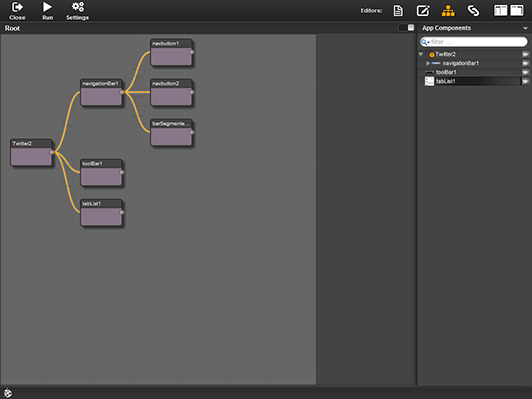 Close Run Settings Editors:
Root
App Components
filter
Twitter2
navigationBar1
toolBar1
tabList1
navbutton1
navigationBar1
navbutton2
barSegmente...
Twitter2
toolBar1
tabList1